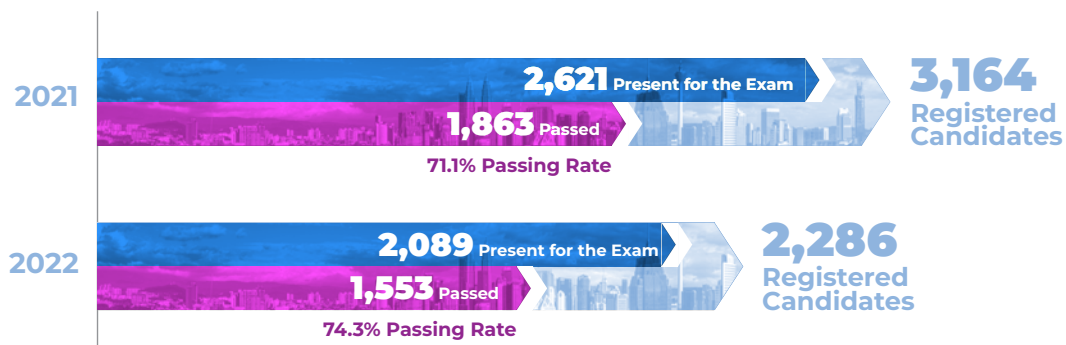 2021
2,621 Present for the Exam
1,863 Passed
71.1% Passing Rate
3,164
Registered
Candidates
2022
2,089 Present for the Exam
1,553 Passed
74.3% Passing Rate
2,286
Registered
Candidates